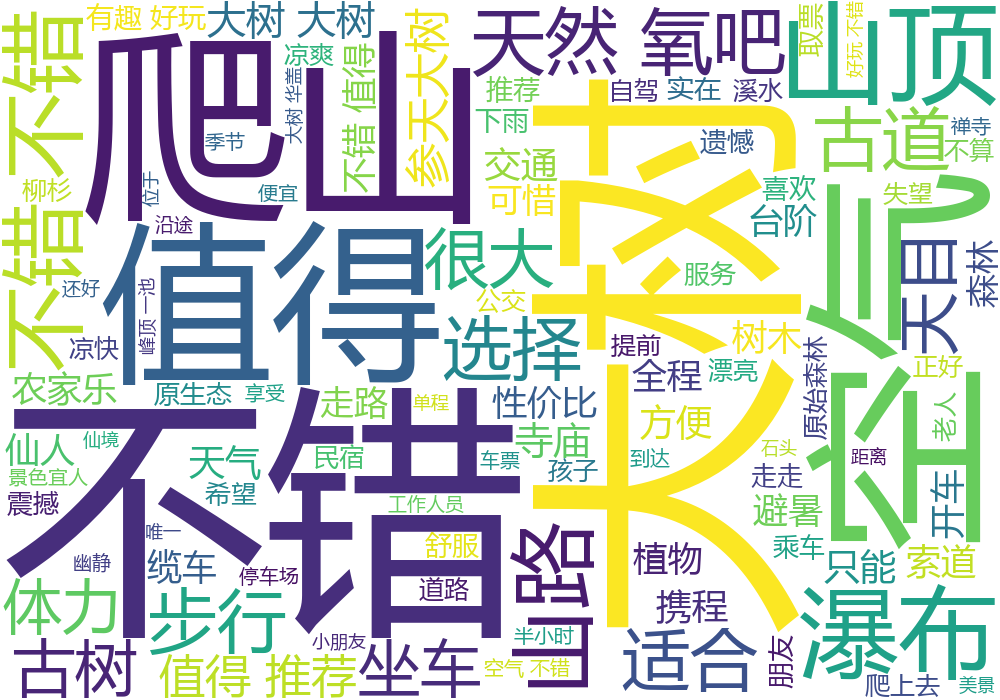 有趣 好玩
大树 大树
天然 氧吧
山顶
取票
好玩 不错
不错 不错
爬山
凉爽
大树 华盖
不错 值得
参天大树
推荐
自驾
实在
溪水
下雨
遗憾
古道
禅寺
不算
季节
柳杉
位于
便宜
交通
可惜
喜欢
台阶
失望
沿途
值得
很大
大树
空气
天目
森林
还好
峰顶 一池
服务
公交
凉快
选择
提前
树木
全程
漂亮
原始森林
正好
农家乐
原生态
享受
走路
单程
性价比
方便
老人
仙人
仙境
不错
天气
民宿
寺庙
车票
孩子
到达
石头
走走
距离
景色宜人
希望
震撼
工作人员
避暑
开车
唯一
幽静
缆车
舒服
山路
植物
乘车
只能
索道
停车场
道路
体力
步行
携程
瀑布
小朋友
半小时
适合
朋友
古树
值得 推荐
坐车
空气 不错
爬上去
美景